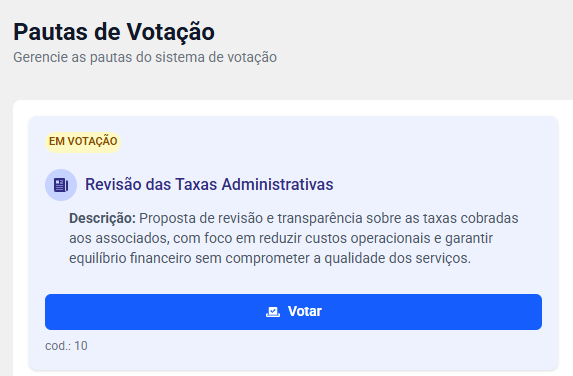 Pautas de Votação
Gerencie as pautas do sistema de votação
EM VOTAÇÃO
Revisão das Taxas Administrativas
Descrição: Proposta de revisão e transparência sobre as taxas cobradas
aos associados, com foco em reduzir custos operacionais e garantir
equilíbrio financeiro sem comprometer a qualidade dos serviços.
Votar
cod.: 10